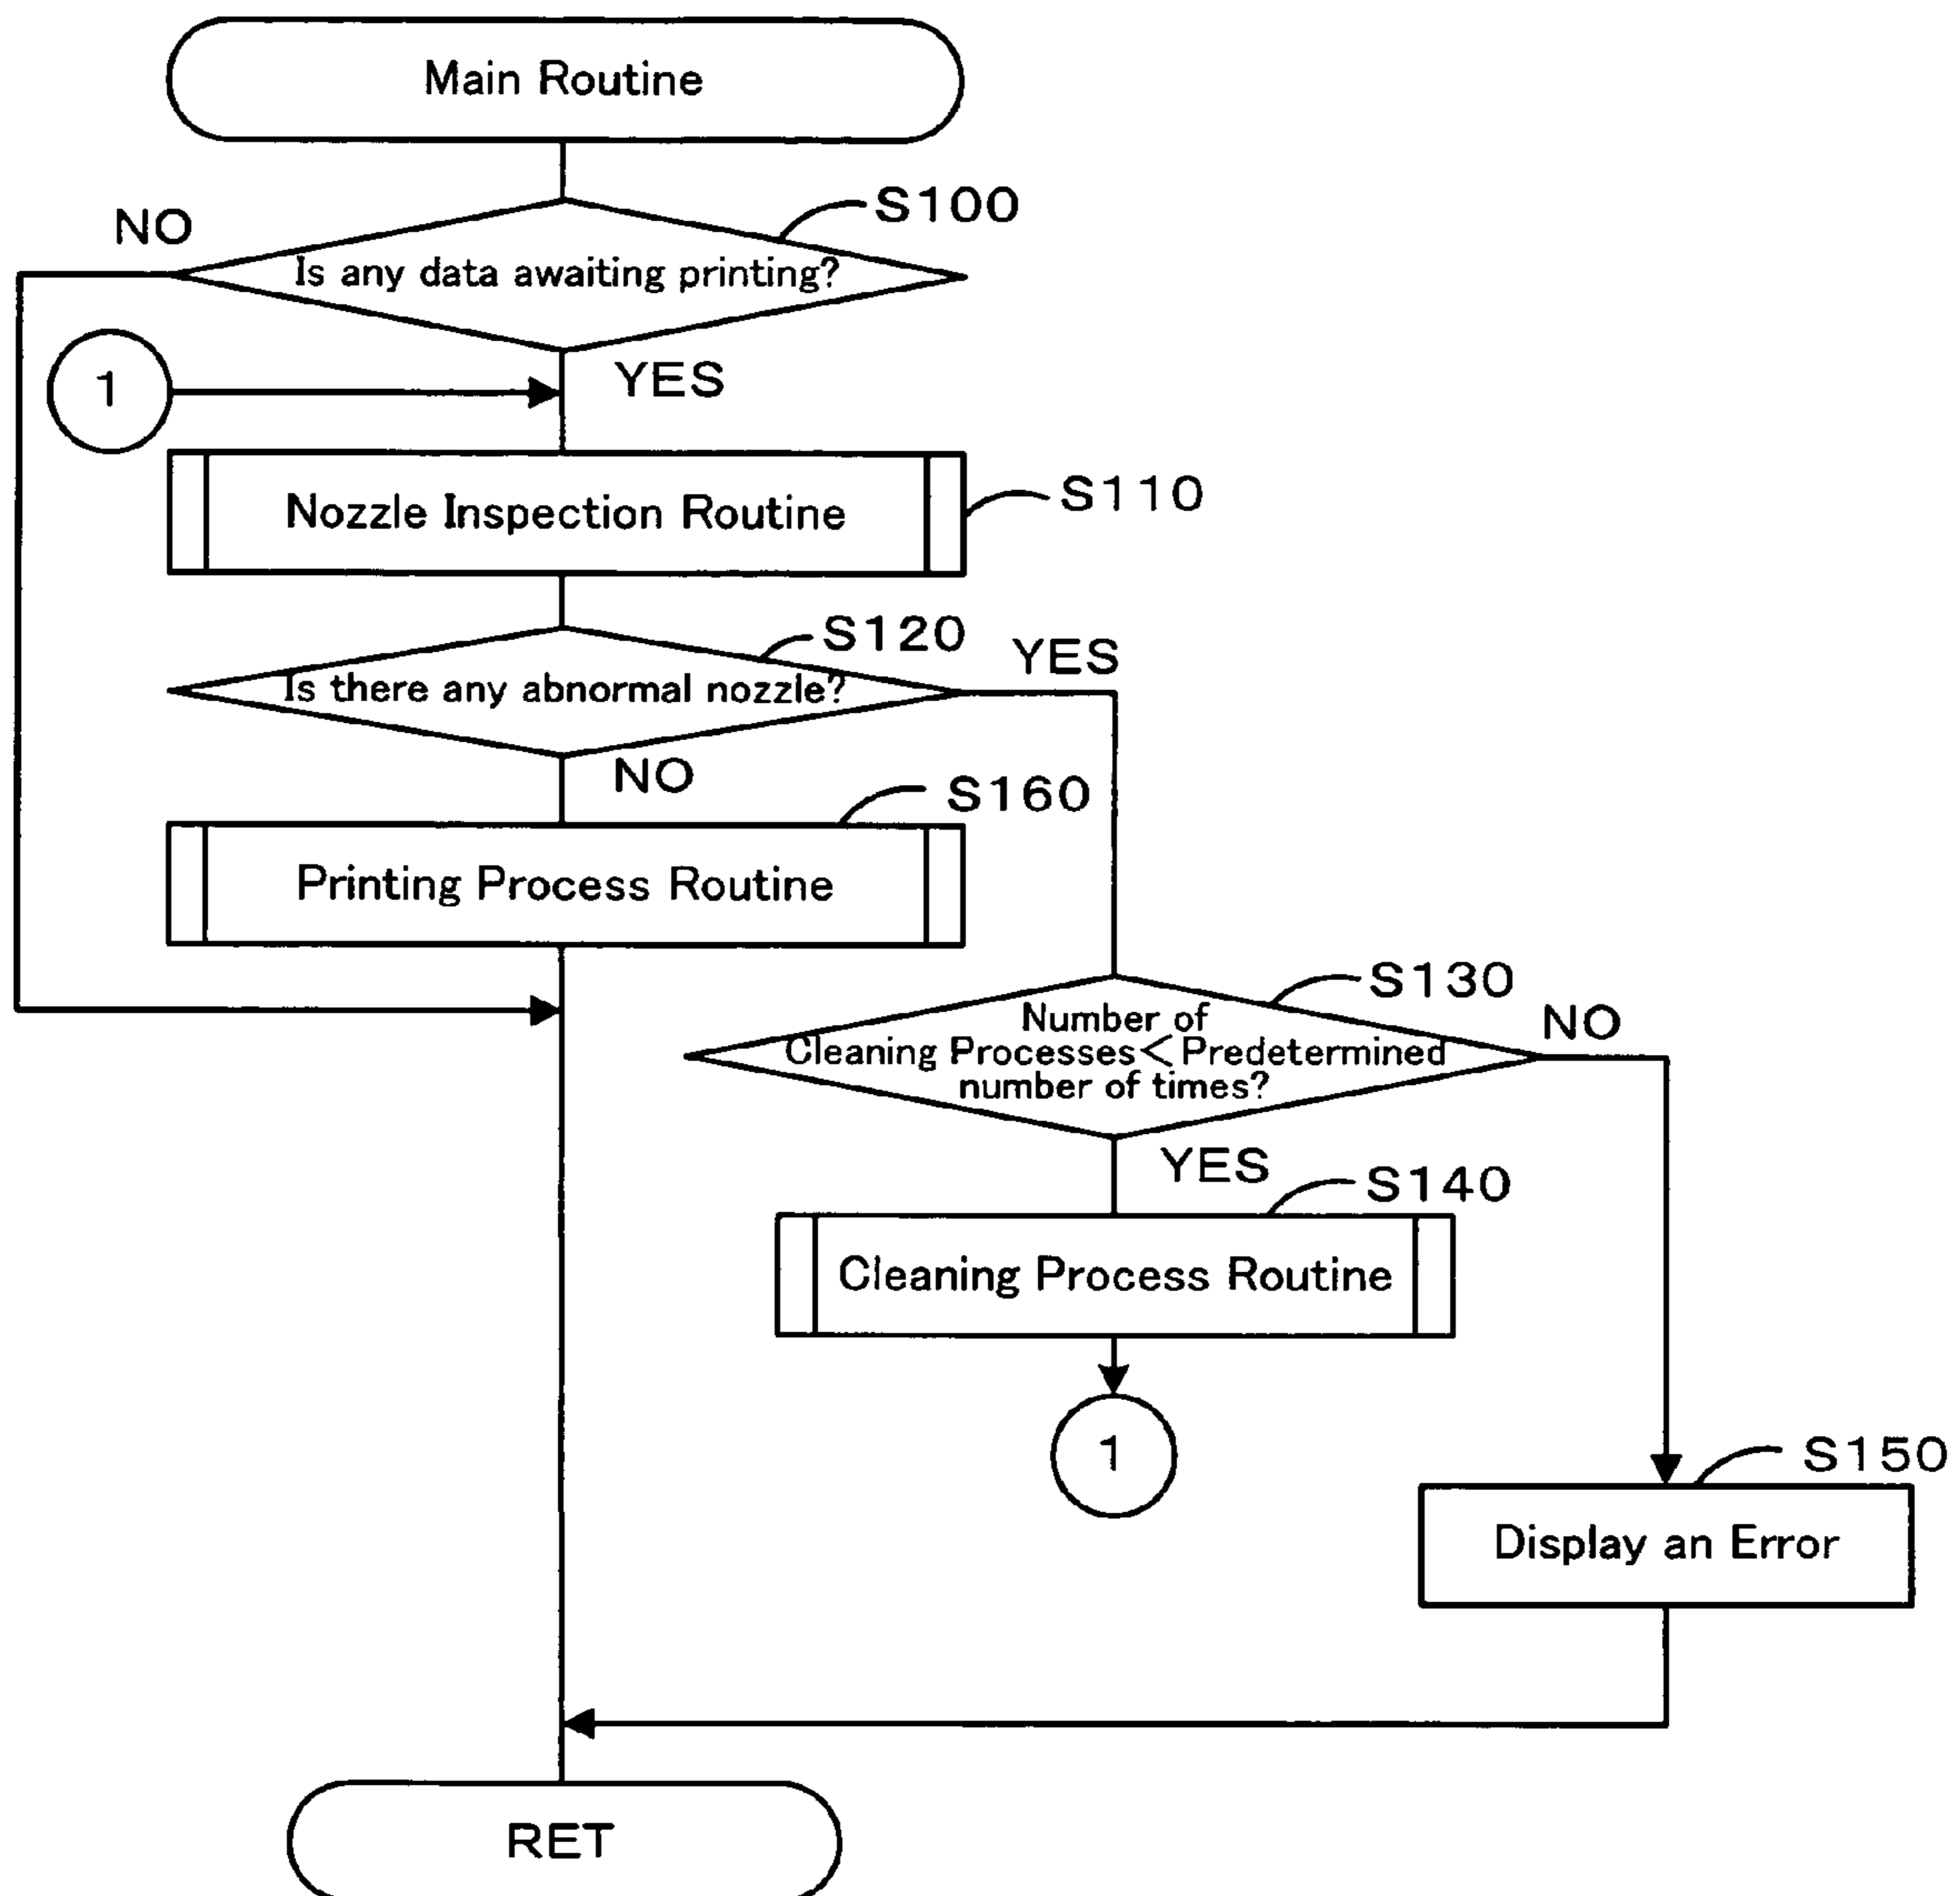 Main Routine
S100
NO
Is any data awaiting printing?
1
YES
Nozzle Inspection Routine
S110
S120
YES
Is there any abnormal nozzle?
NO
S160
Printing Process Routine
S130
Number of
NO
Cleaning Processes<Predetermined
number of times?
YES
S140
Cleaning Process Routine
1
S150
Display an Error
RET